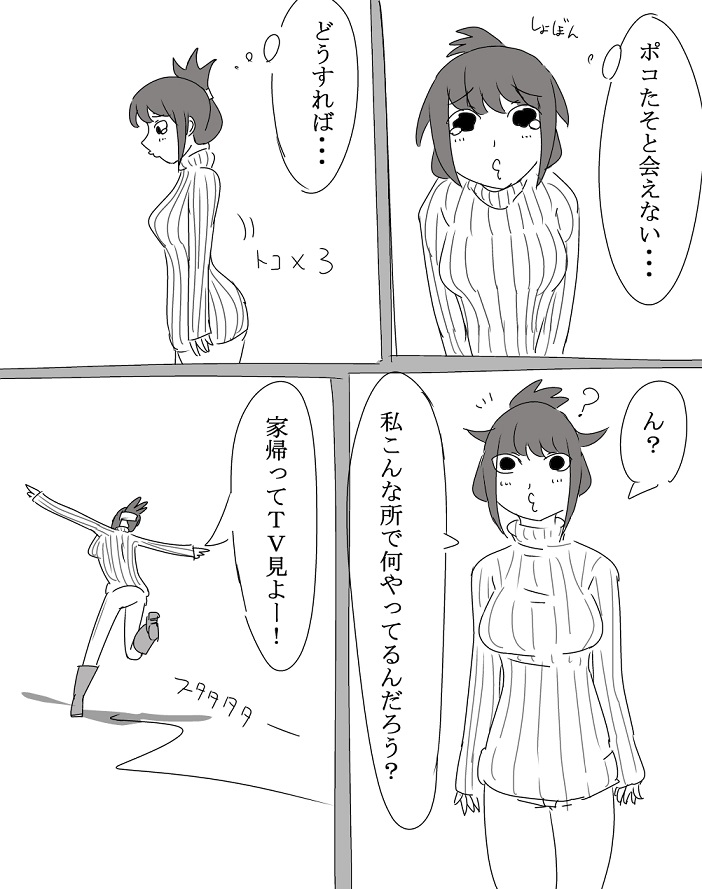 しょぼん
ポコたそと会えない・・・
どうすれば・・・
トコ×3
ん?
?
私こんな所で何やってるんだろう?
家帰ってTV見よー!
スタタタタ ー